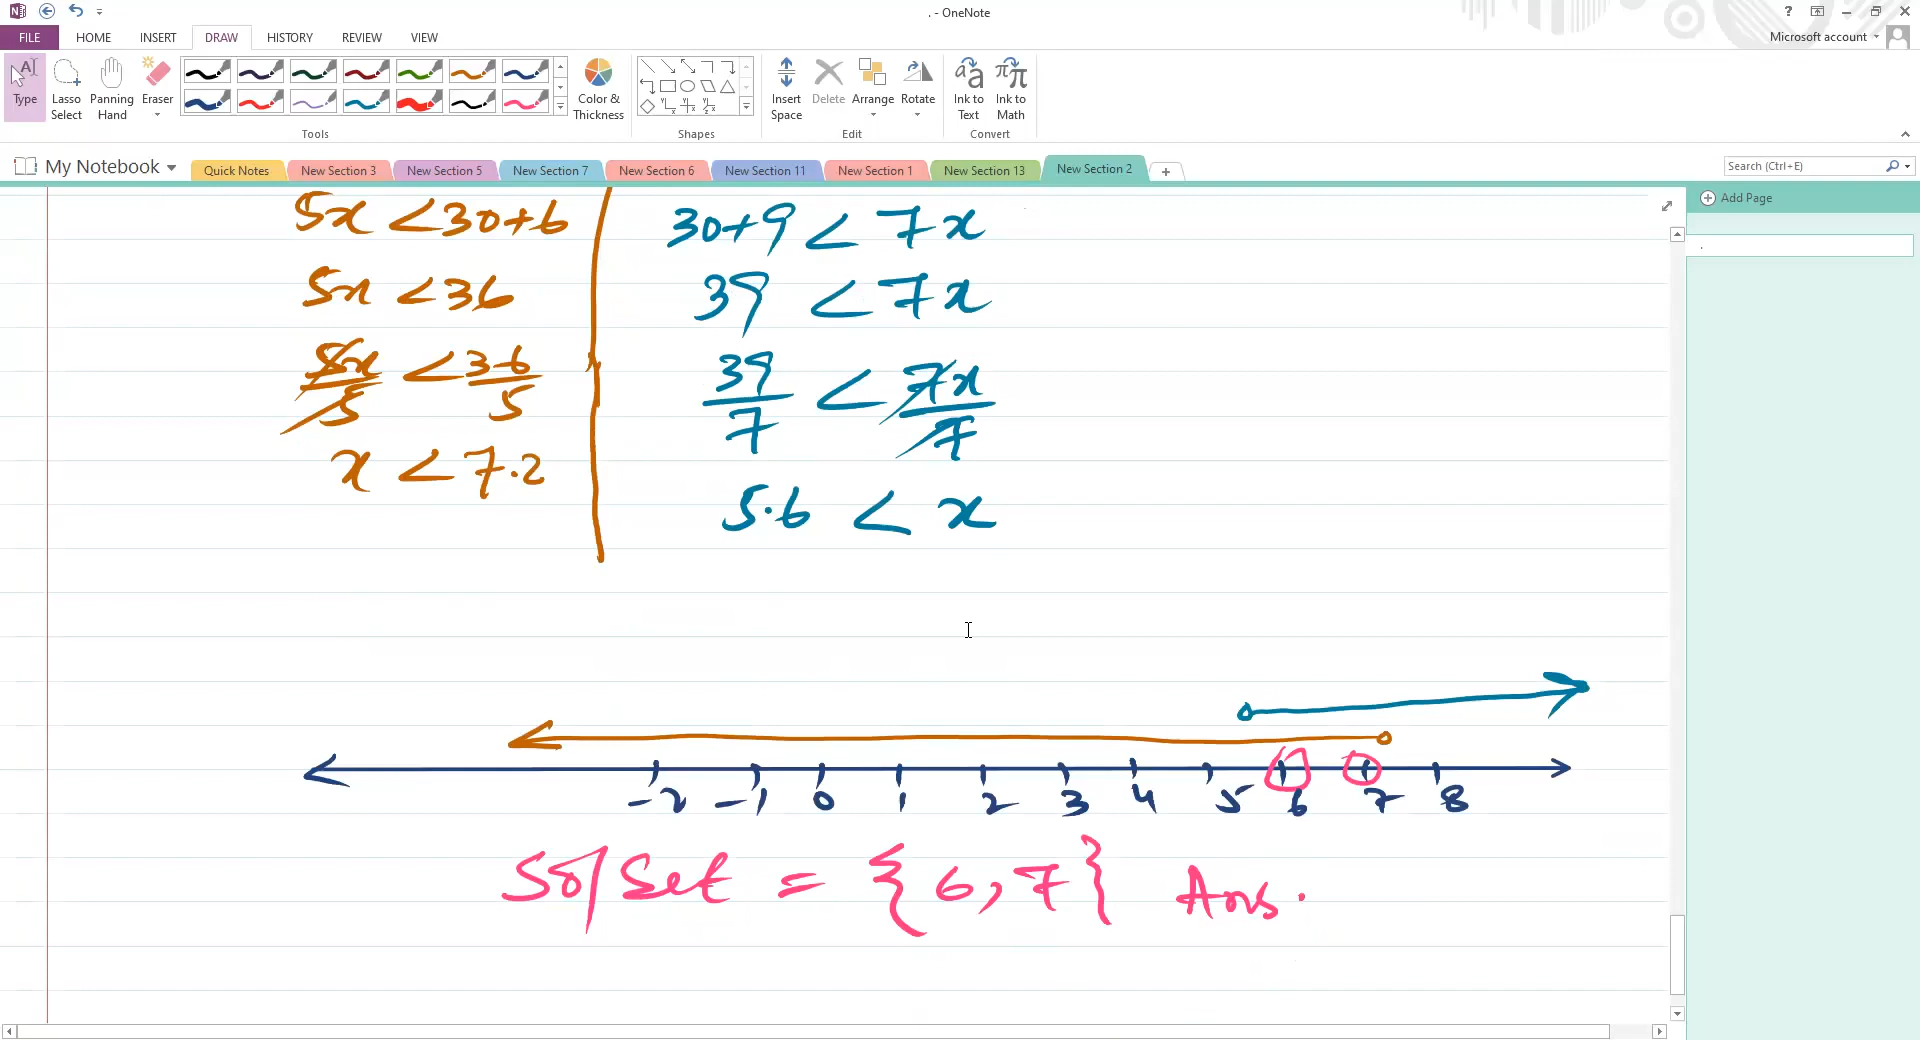 . - OneNote
?
FILE HOME INSERT DRAW HISTORY REVIEW VIEW
Microsoft account
Type
Lasso Select
Panning Hand
Eraser
Color & Thickness
Insert Space
Delete
Arrange
Rotate
Ink to Text
Ink to Math
Tools
Shapes
Edit
Convert
My Notebook
Quick Notes
New Section 3
New Section 5
New Section 7
New Section 6
New Section 11
New Section 1
New Section 13
New Section 2
Search (Ctrl+E)
Add Page
.
5x < 30+6
5x < 36
5x/5 < 36/5
x < 7.2
30+9 < 7x
39 < 7x
39/7 < 7x/7
5.6 < x
-2 -1 0 1 2 3 4 5 6 7 8
Sol Set = {6, 7} Ans.